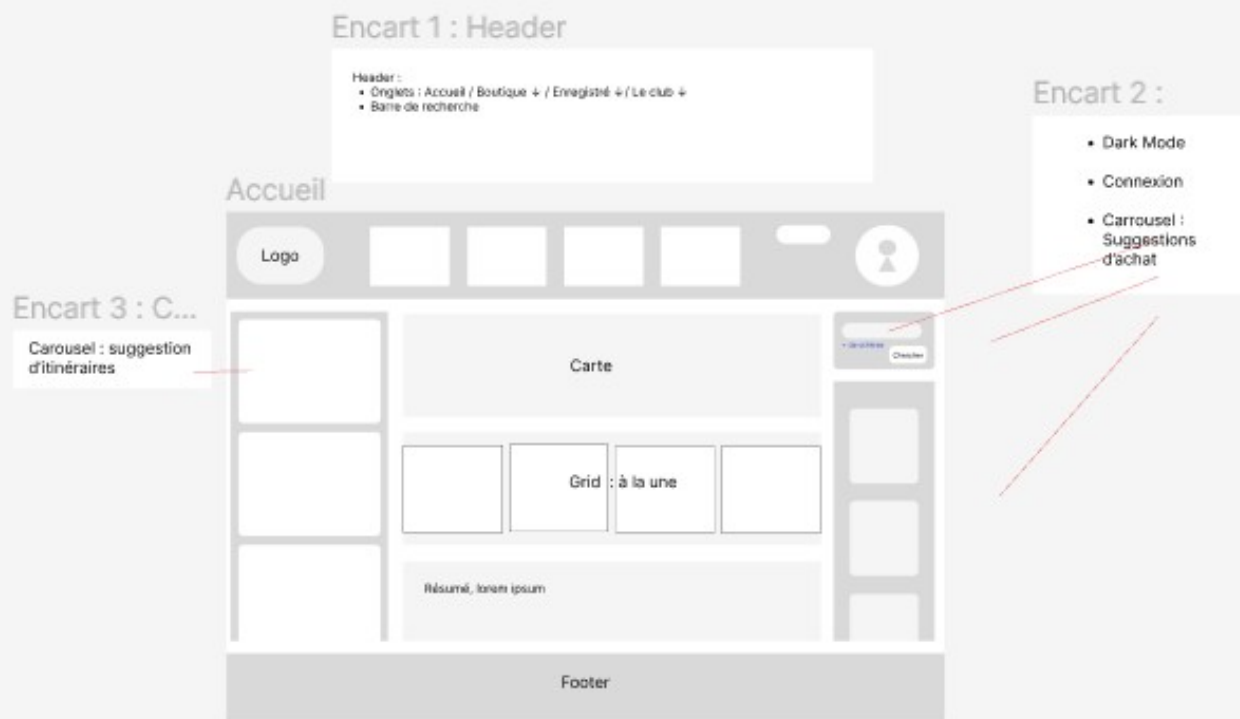 Encart 1 : Header
Header :
• Onglets : Accueil / Boutique ↓ / Enregistré ↓/ Le club ↓
• Barre de recherche
Encart 2 :
• Dark Mode
• Connexion
• Carrousel :
Suggestions
d'achat
Accueil
Logo
Encart 3 : C...
Carousel : suggestion
d'itinéraires
Carte
Chercher
Grid : à la une
Résumé, lorem ipsum
Footer